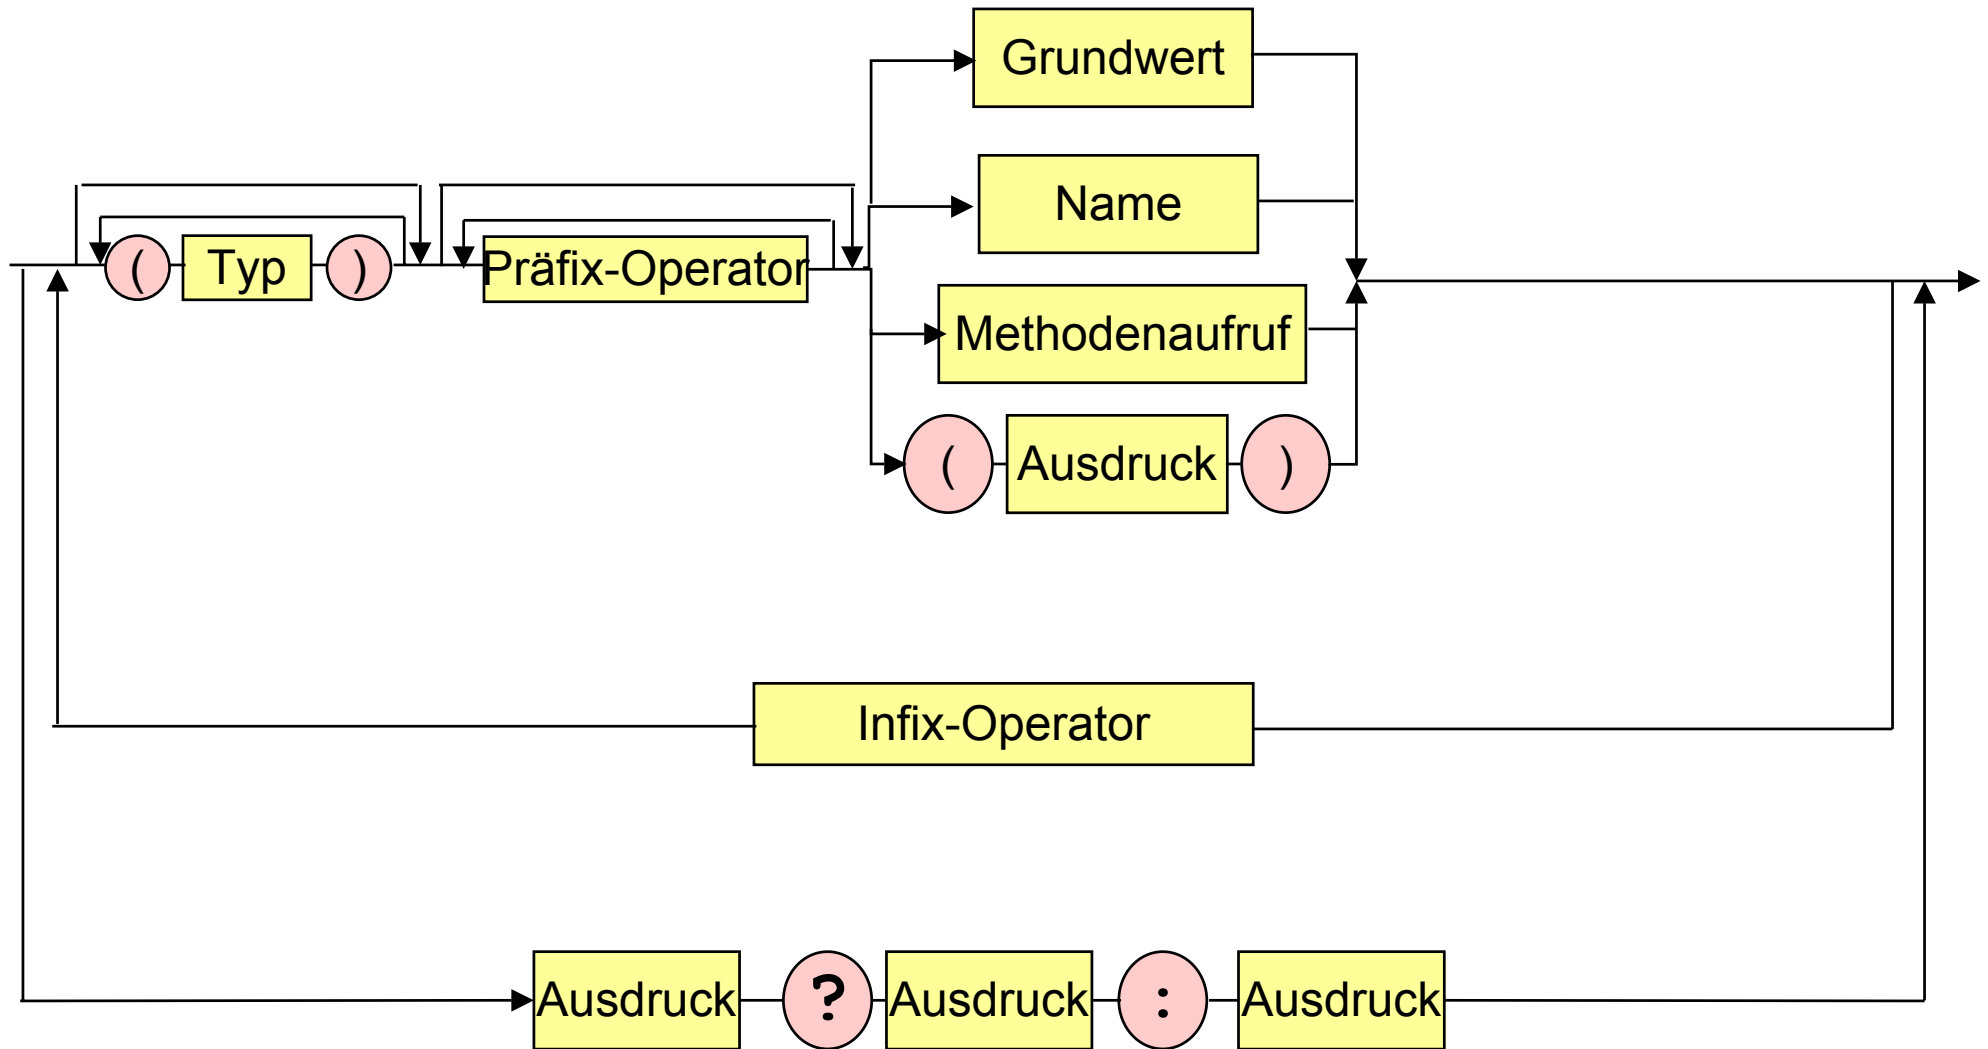 Grundwert
Name
( Typ ) Präfix-Operator
Methodenaufruf
( Ausdruck )
Infix-Operator
Ausdruck ? Ausdruck : Ausdruck